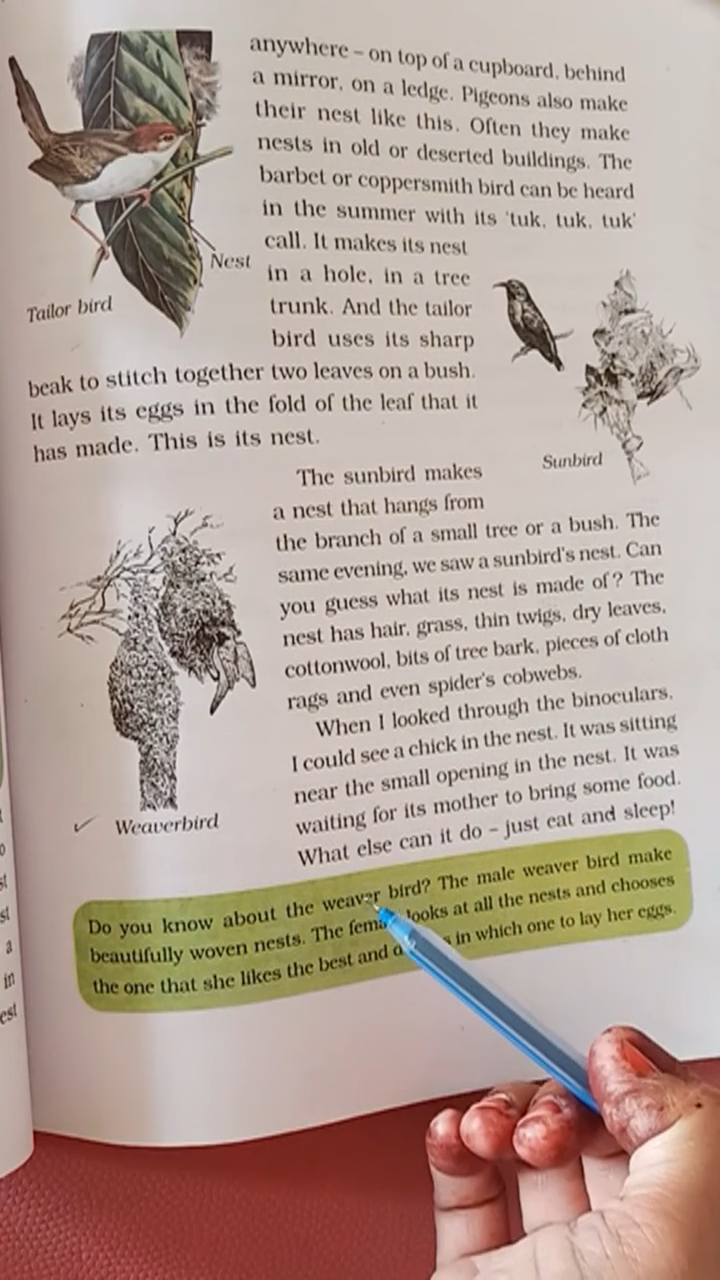 anywhere – on top of a cupboard, behind
a mirror, on a ledge. Pigeons also make
their nest like this. Often they make
nests in old or deserted buildings. The
barbet or coppersmith bird can be heard
in the summer with its 'tuk, tuk, tuk'
call. It makes its nest
in a hole, in a tree
trunk. And the tailor
bird uses its sharp
beak to stitch together two leaves on a bush.
It lays its eggs in the fold of the leaf that it
has made. This is its nest.
Nest
Tailor bird
Sunbird
The sunbird makes
a nest that hangs from
the branch of a small tree or a bush. The
same evening, we saw a sunbird's nest. Can
you guess what its nest is made of? The
nest has hair, grass, thin twigs, dry leaves,
cottonwool, bits of tree bark, pieces of cloth
rags and even spider's cobwebs.
When I looked through the binoculars,
I could see a chick in the nest. It was sitting
near the small opening in the nest. It was
waiting for its mother to bring some food.
What else can it do – just eat and sleep!
Weaverbird
Do you know about the weaver bird? The male weaver bird make
beautifully woven nests. The looks at all the nests and chooses
the one that she likes the best and in which one to lay her eggs.
a
in